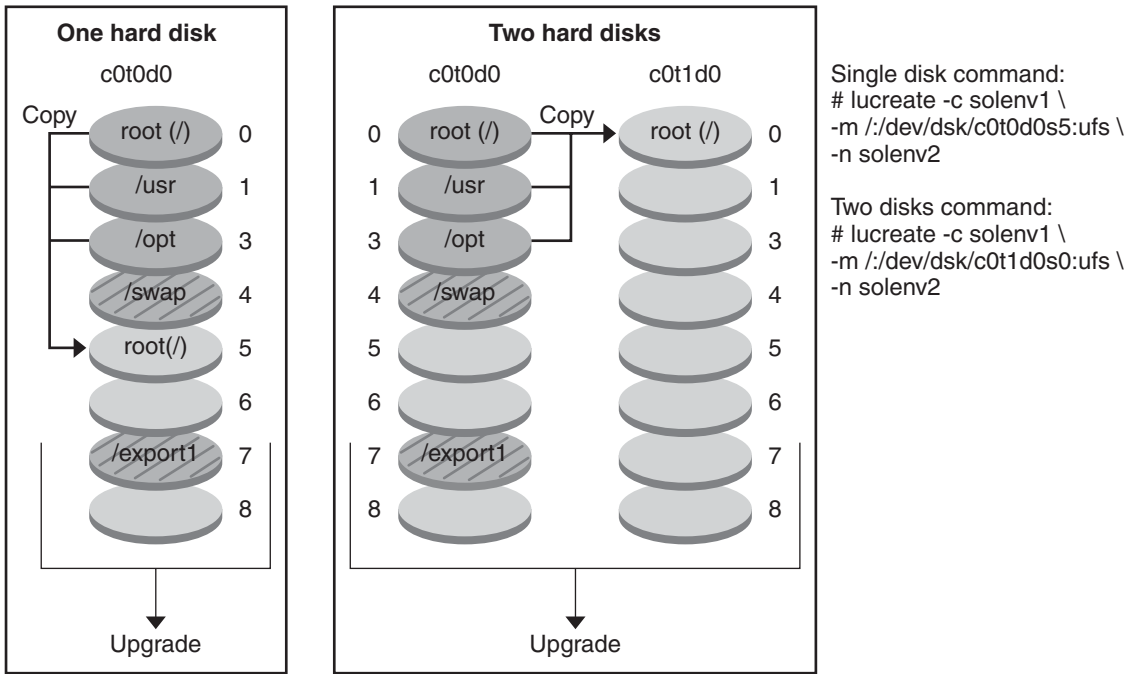 One hard disk
c0t0d0
Copy
root (/) 0
/usr 1
/opt 3
/swap 4
root(/) 5
6
/export1 7
8
Upgrade
Two hard disks
c0t0d0 c0t1d0
Copy
0 root (/) root (/) 0
1 /usr 1
3 /opt 3
4 /swap 4
5 5
6 6
7 /export1 7
8 8
Upgrade
Single disk command:
# lucreate -c solenv1 \
-m /:/dev/dsk/c0t0d0s5:ufs \
-n solenv2
Two disks command:
# lucreate -c solenv1 \
-m /:/dev/dsk/c0t1d0s0:ufs \
-n solenv2